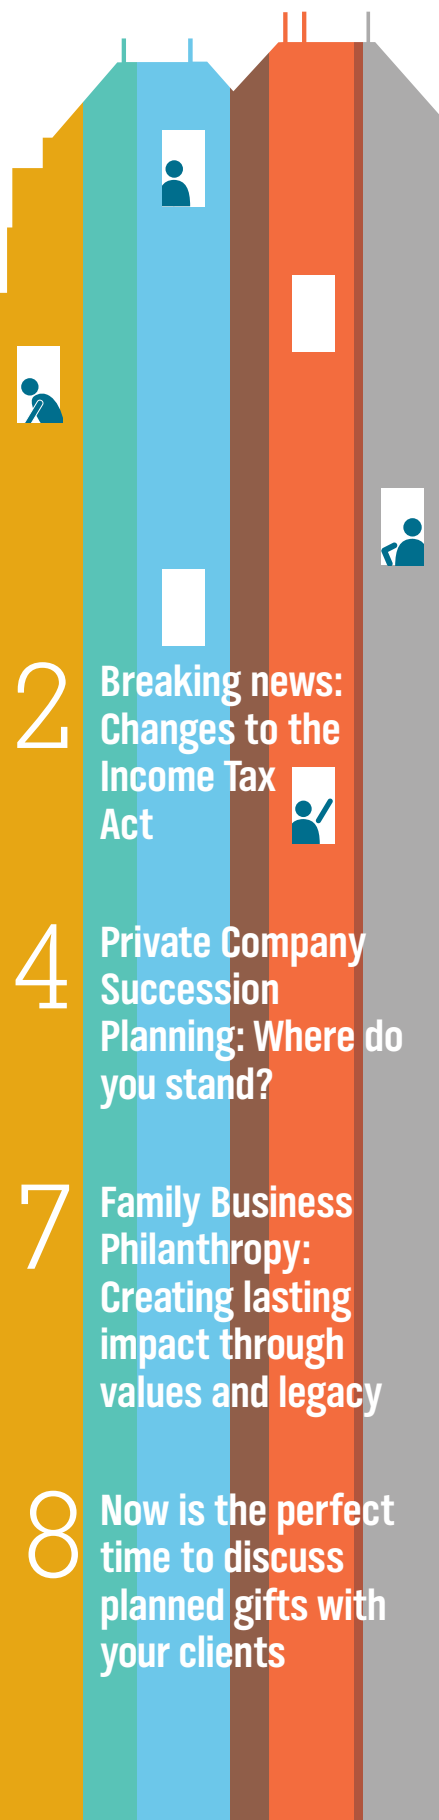 2
Breaking news:
Changes to the
Income Tax
Act
4
Private Company
Succession
Planning: Where do
you stand?
7
Family Business
Philanthropy:
Creating lasting
impact through
values and legacy
8
Now is the perfect
time to discuss
planned gifts with
your clients